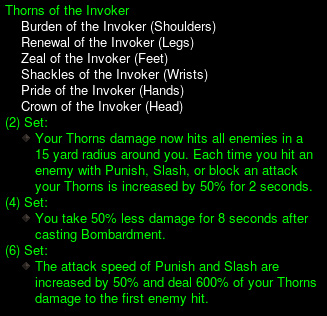 Thorns of the Invoker
Burden of the Invoker (Shoulders)
Renewal of the Invoker (Legs)
Zeal of the Invoker (Feet)
Shackles of the Invoker (Wrists)
Pride of the Invoker (Hands)
Crown of the Invoker (Head)
(2) Set:
Your Thorns damage now hits all enemies in a
15 yard radius around you. Each time you hit an
enemy with Punish, Slash, or block an attack
your Thorns is increased by 50% for 2 seconds.
(4) Set:
You take 50% less damage for 8 seconds after
casting Bombardment.
(6) Set:
The attack speed of Punish and Slash are
increased by 50% and deal 600% of your Thorns
damage to the first enemy hit.